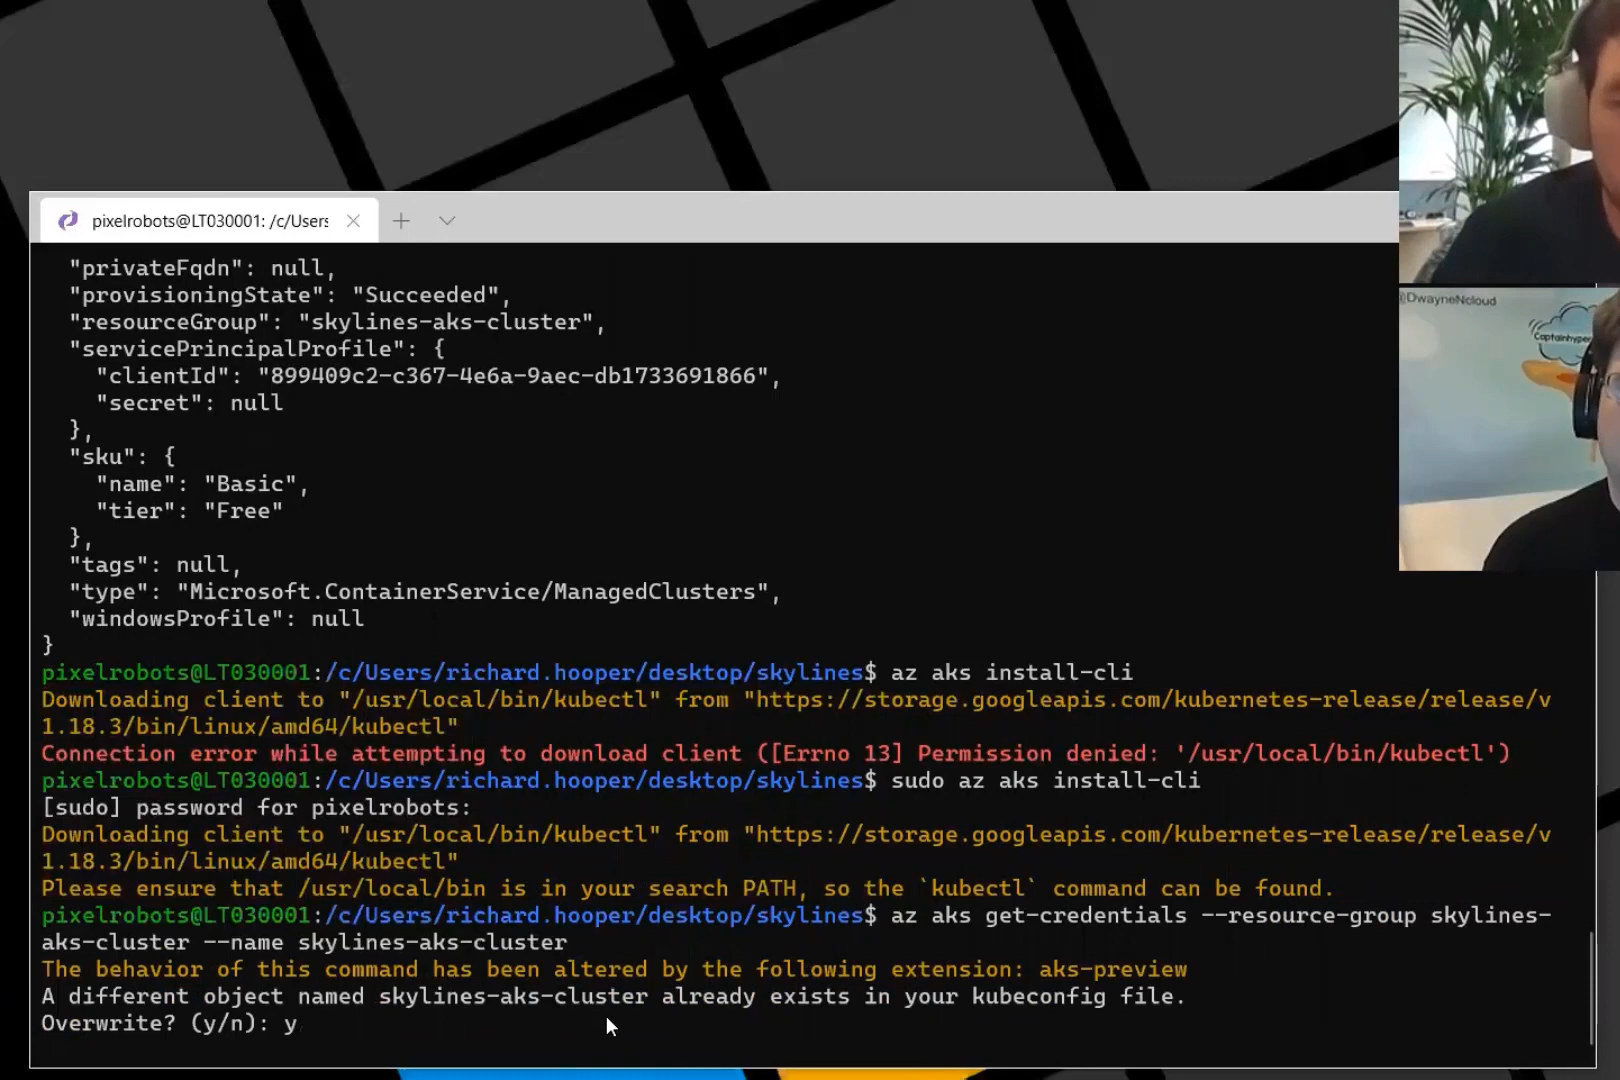 @DwayneNcloud
pixelrobots@LT030001: /c/Users
"privateFqdn": null,
"provisioningState": "Succeeded",
"resourceGroup": "skylines-aks-cluster",
"servicePrincipalProfile": {
"clientId": "899409c2-c367-4e6a-9aec-db1733691866",
"secret": null
},
"sku": {
"name": "Basic",
"tier": "Free"
},
"tags": null,
"type": "Microsoft.ContainerService/ManagedClusters",
"windowsProfile": null
}
pixelrobots@LT030001:/c/Users/richard.hooper/desktop/skylines$ az aks install-cli
Downloading client to "/usr/local/bin/kubectl" from "https://storage.googleapis.com/kubernetes-release/release/v
1.18.3/bin/linux/amd64/kubectl"
Connection error while attempting to download client ([Errno 13] Permission denied: '/usr/local/bin/kubectl')
pixelrobots@LT030001:/c/Users/richard.hooper/desktop/skylines$ sudo az aks install-cli
[sudo] password for pixelrobots:
Downloading client to "/usr/local/bin/kubectl" from "https://storage.googleapis.com/kubernetes-release/release/v
1.18.3/bin/linux/amd64/kubectl"
Please ensure that /usr/local/bin is in your search PATH, so the `kubectl` command can be found.
pixelrobots@LT030001:/c/Users/richard.hooper/desktop/skylines$ az aks get-credentials --resource-group skylines-
aks-cluster --name skylines-aks-cluster
The behavior of this command has been altered by the following extension: aks-preview
A different object named skylines-aks-cluster already exists in your kubeconfig file.
Overwrite? (y/n): y